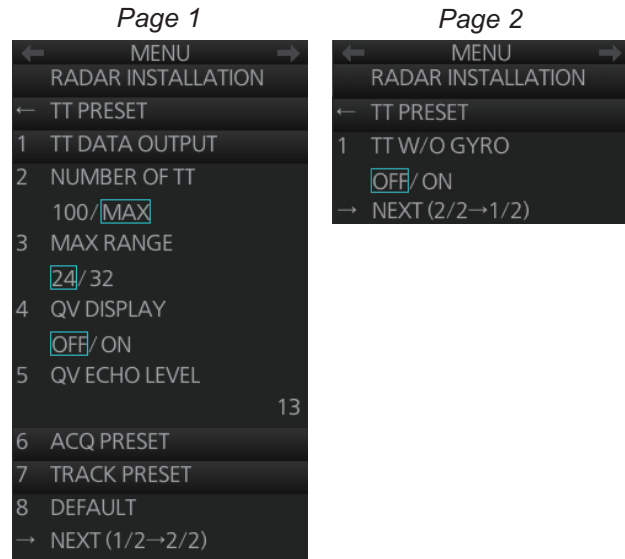 Page 1
← MENU →
RADAR INSTALLATION
← TT PRESET
1 TT DATA OUTPUT
2 NUMBER OF TT
100/MAX
3 MAX RANGE
24/32
4 QV DISPLAY
OFF/ON
5 QV ECHO LEVEL
13
6 ACQ PRESET
7 TRACK PRESET
8 DEFAULT
→ NEXT (1/2→2/2)
Page 2
← MENU →
RADAR INSTALLATION
← TT PRESET
1 TT W/O GYRO
OFF/ON
→ NEXT (2/2→1/2)